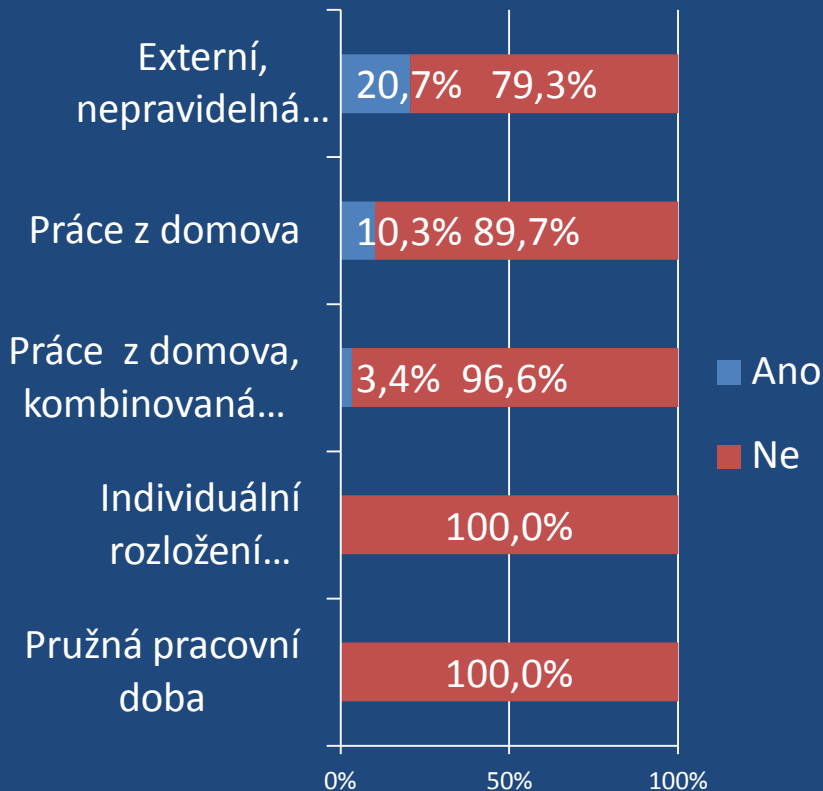 Externí,
nepravidelná...
20,7% 79,3%
Práce z domova
10,3% 89,7%
Práce z domova,
kombinovaná...
3,4% 96,6%
Individuální
rozložení...
100,0%
Pružná pracovní
doba
100,0%
Ano
Ne
0% 50% 100%